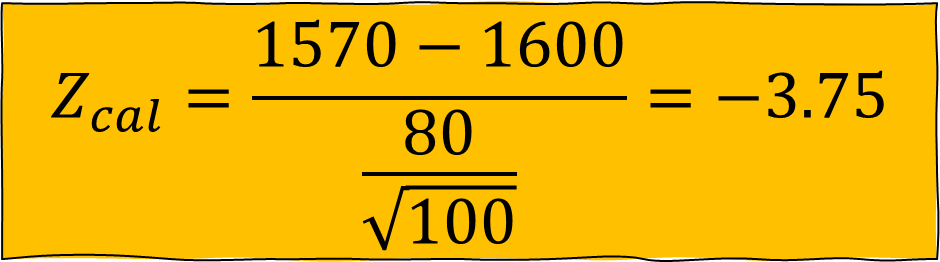 Z_cal = (1570 − 1600) / (80 / √100) = −3.75